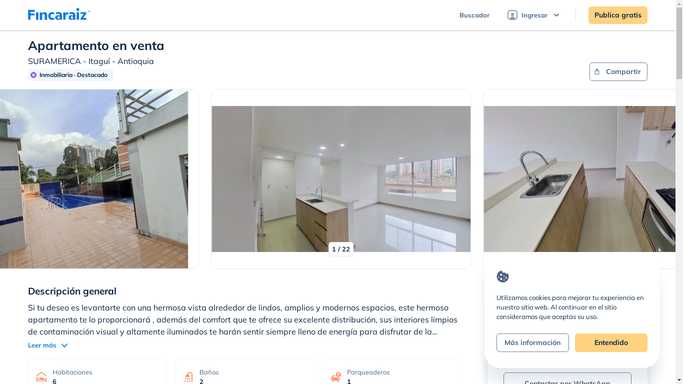 Fincaraiz
Buscador
Ingresar
Publica gratis
Apartamento en venta
SURAMERICA - Itagui - Antioquia
Inmobiliaria · Destacado
Compartir
1 / 22
Descripción general
Si tu deseo es levantarte con una hermosa vista alrededor de lindos, amplios y modernos espacios, este hermoso
apartamento te lo proporcionará , además del comfort que te ofrece su excelente distribución, sus interiores limpios
de contaminación visual y altamente iluminados te harán sentir siempre lleno de energía para disfrutar de la...
Leer más
Habitaciones
6
Baños
2
Parqueaderos
1
Utilizamos cookies para mejorar tu experiencia en
nuestro sitio web. Al continuar en el sitio
consideramos que aceptas su uso.
Más información
Entendido
Contactar por WhatsApp